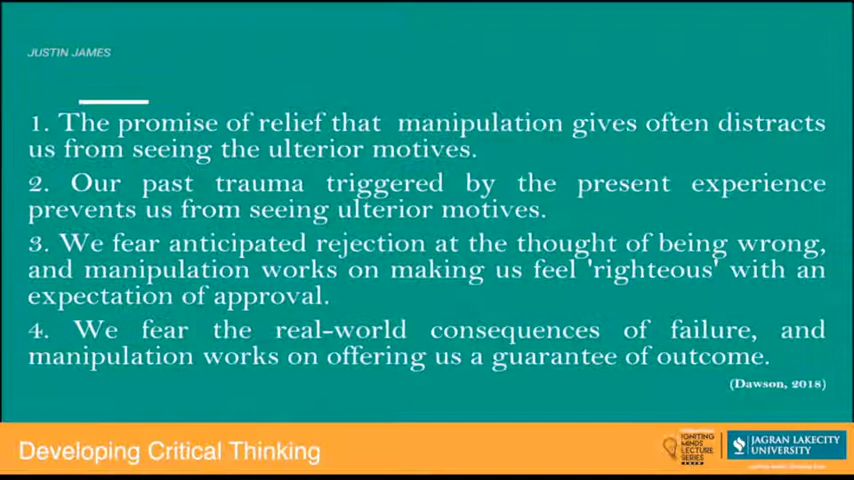 JUSTIN JAMES
1. The promise of relief that manipulation gives often distracts
us from seeing the ulterior motives.
2. Our past trauma triggered by the present experience
prevents us from seeing ulterior motives.
3. We fear anticipated rejection at the thought of being wrong,
and manipulation works on making us feel 'righteous' with an
expectation of approval.
4. We fear the real-world consequences of failure, and
manipulation works on offering us a guarantee of outcome.
(Dawson, 2018)
Developing Critical Thinking
IGNITING
MINDS
LECTURE
SERIES
JAGRAN LAKECITY
UNIVERSITY